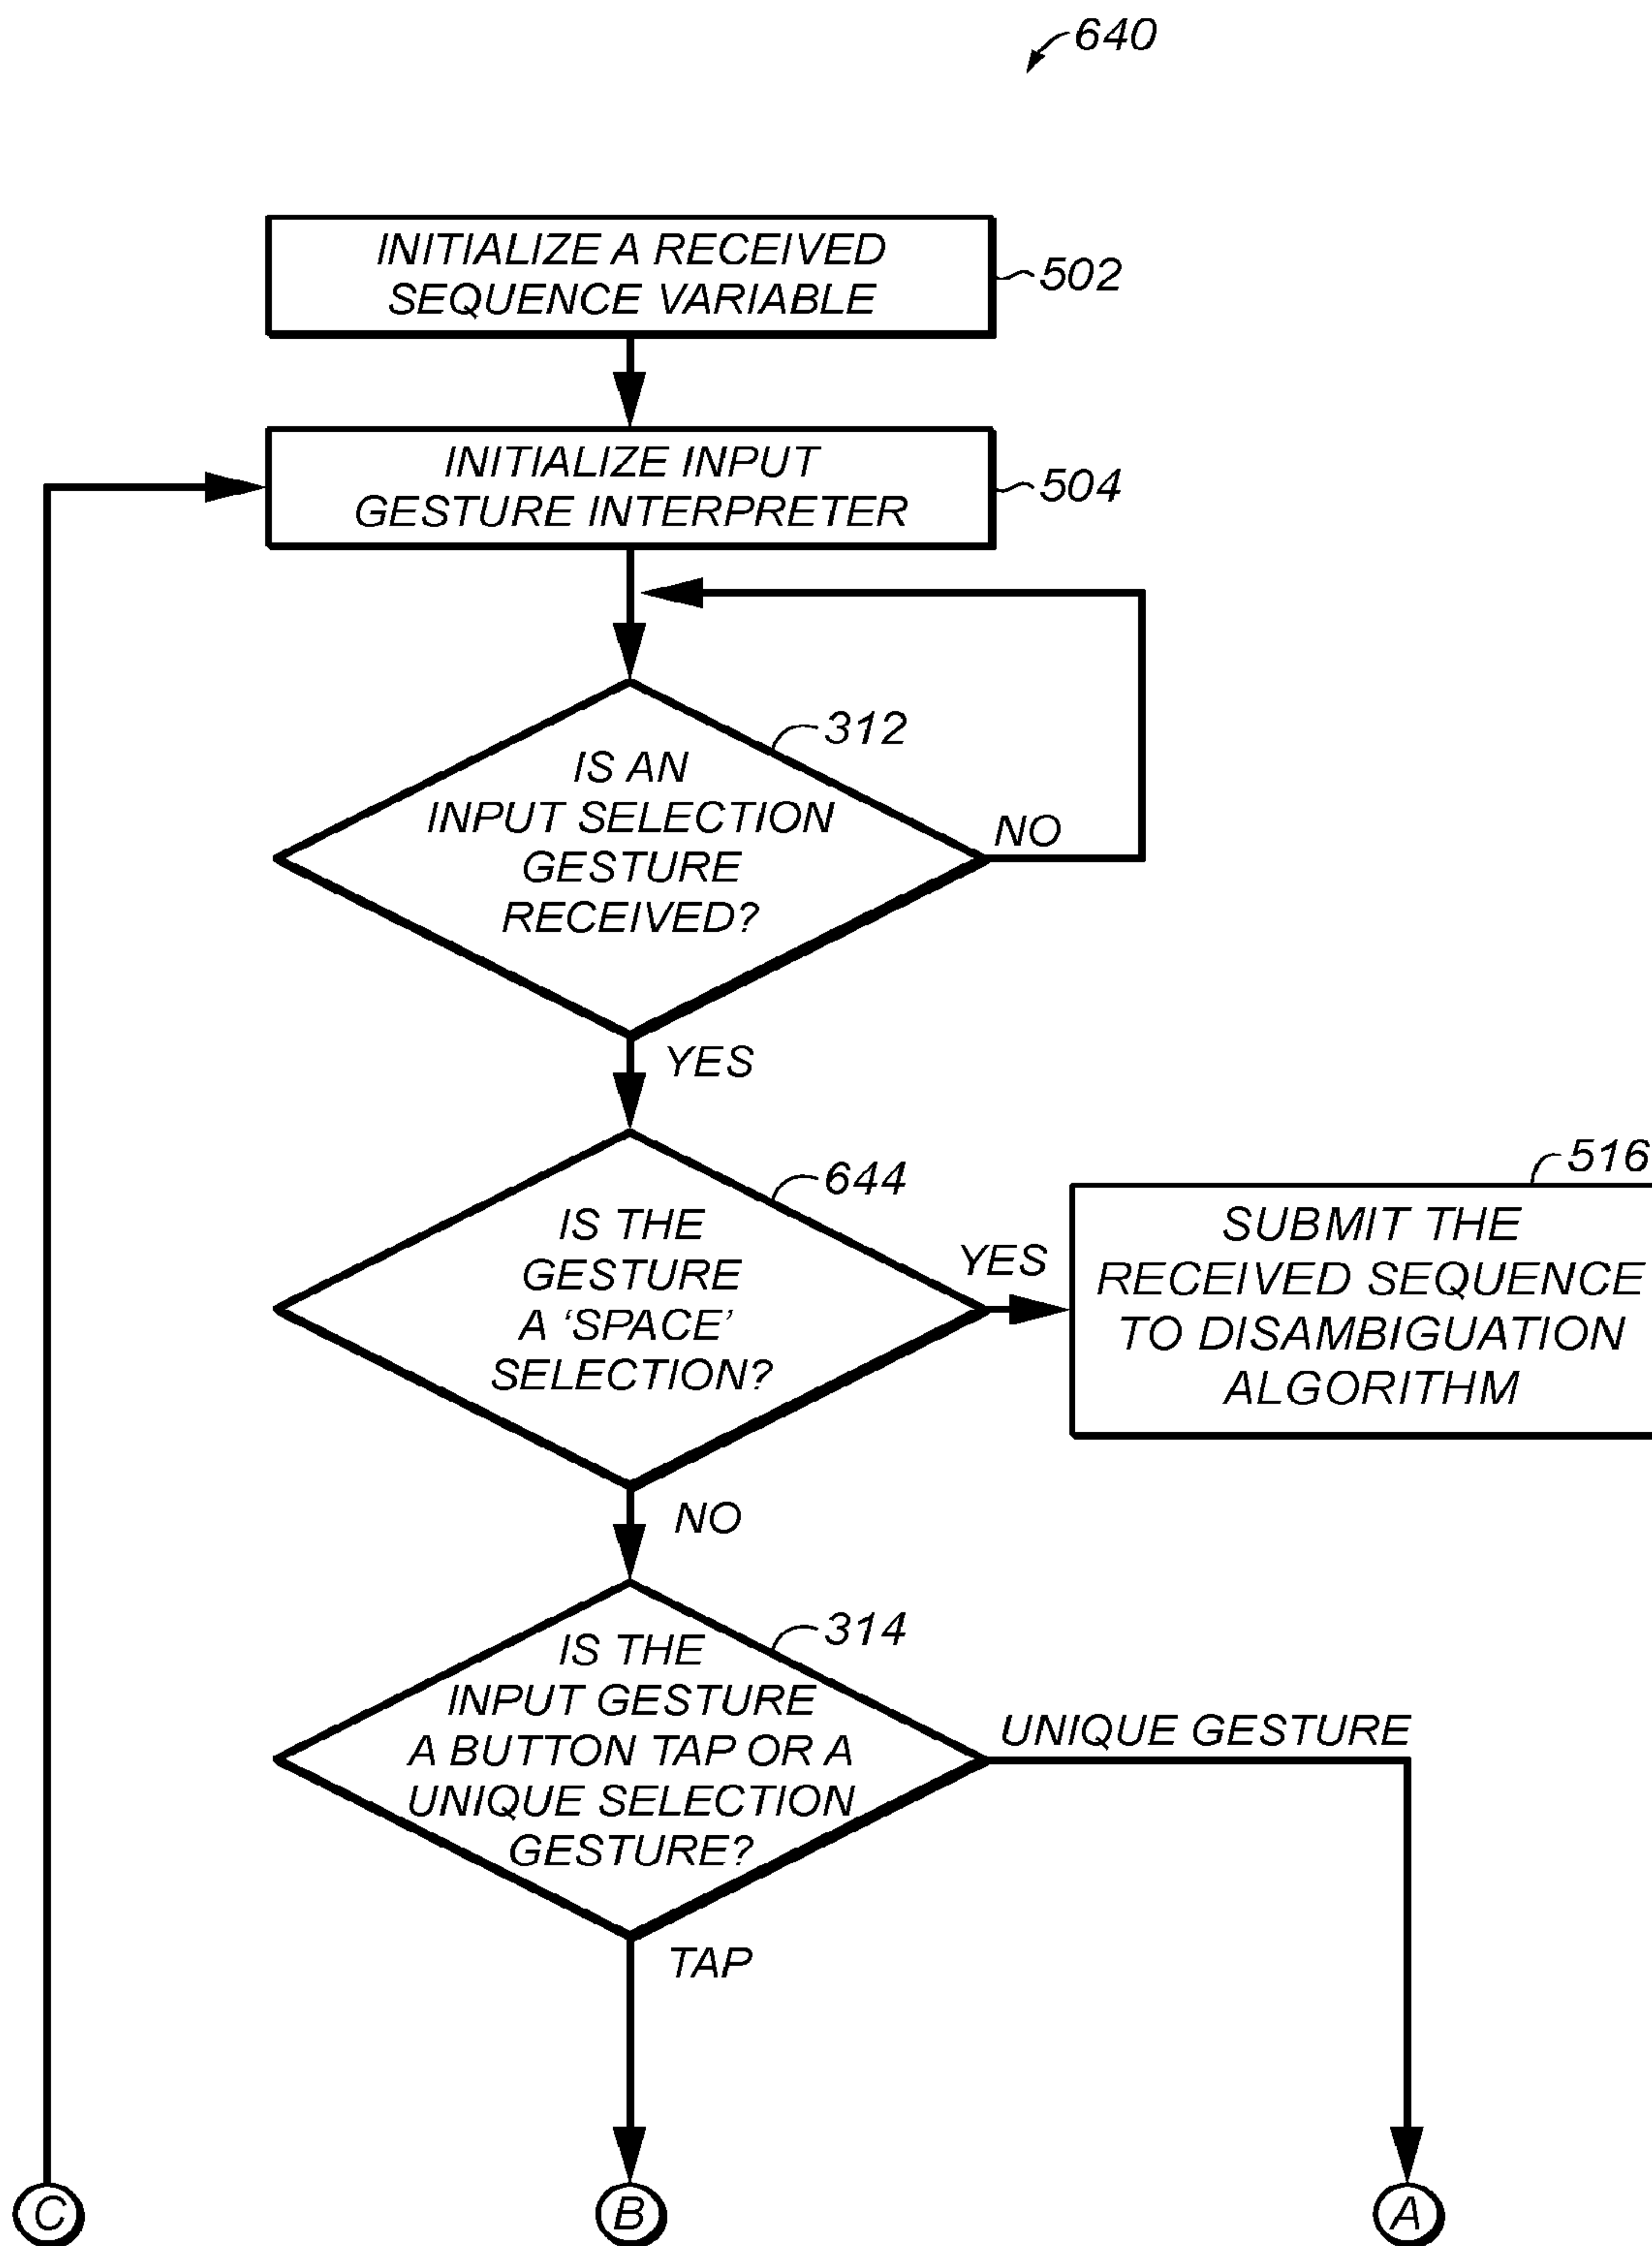 640
INITIALIZE A RECEIVED
SEQUENCE VARIABLE
502
INITIALIZE INPUT
GESTURE INTERPRETER
504
312
IS AN
INPUT SELECTION
GESTURE
RECEIVED?
NO
YES
644
IS THE
GESTURE
A ‘SPACE’
SELECTION?
YES
516
SUBMIT THE
RECEIVED SEQUENCE
TO DISAMBIGUATION
ALGORITHM
NO
314
IS THE
INPUT GESTURE
A BUTTON TAP OR A
UNIQUE SELECTION
GESTURE?
UNIQUE GESTURE
TAP
C
B
A